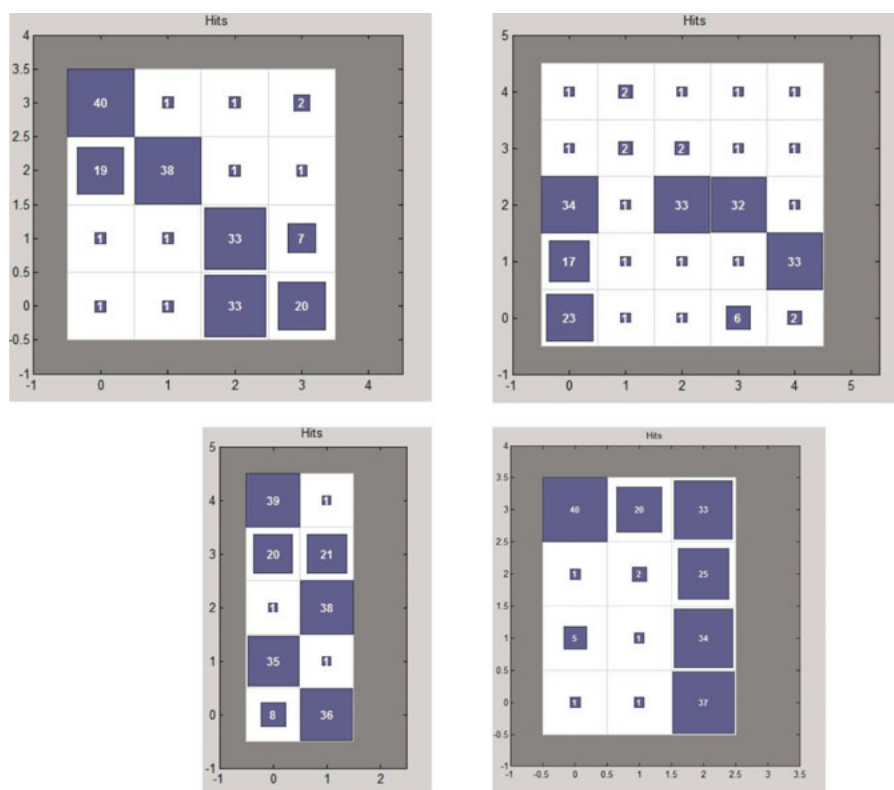 Hits
4
3.5
3 40 1 1 2
2.5
2 19 38 1 1
1.5
1 1 1 33 7
0.5
0 1 1 33 20
-0.5
-1
-1 0 1 2 3 4
Hits
5
4 1 2 1 1 1
3 1 2 2 1 1
2 34 1 33 32 1
1 17 1 1 1 33
0 23 1 1 6 2
-1
-1 0 1 2 3 4 5
Hits
5
4 39 1
3 20 21
2 1 38
1 35 1
0 8 36
-1
-1 0 1 2
Hits
4
3.5
3 40 20 33
2.5
2 1 2 25
1.5
1 5 1 34
0.5
0 1 1 37
-0.5
-1
-1 -0.5 0 0.5 1 1.5 2 2.5 3 3.5